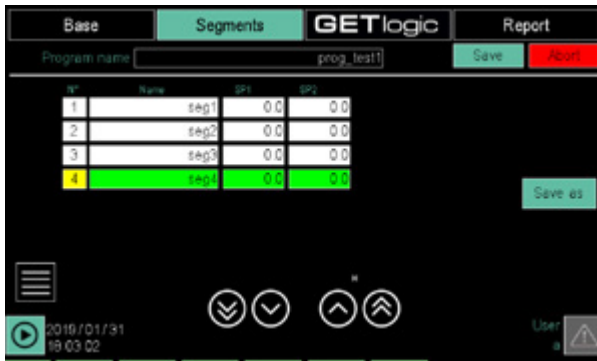 Base Segments GETlogic Report
Program name prog_test1 Save Abort
N° Name SP1 SP2
1 seg1 0.0 0.0
2 seg2 0.0 0.0
3 seg3 0.0 0.0
4 seg4 0.0 0.0
Save as
2019/01/31
18:03:02
User
a